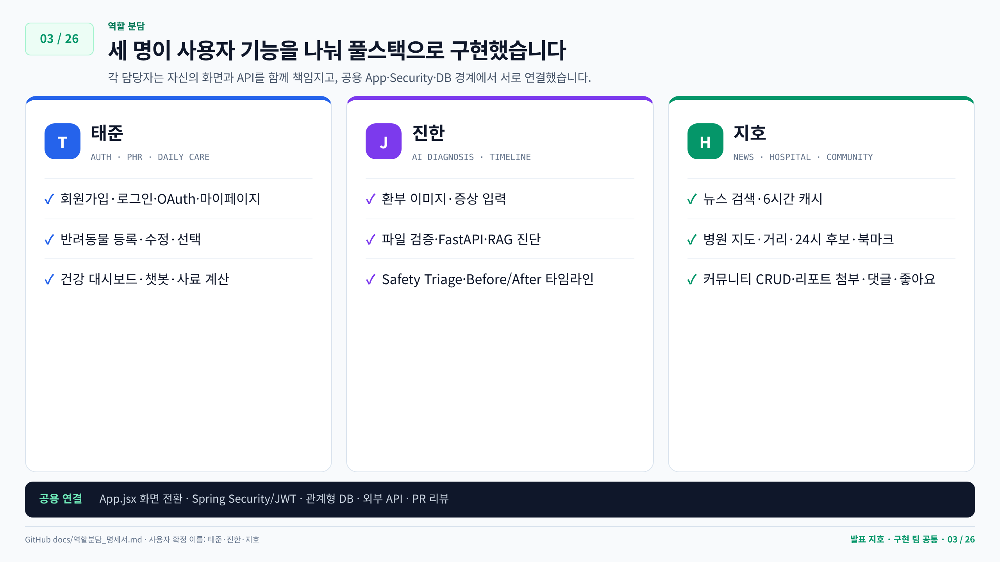 03 / 26
역할 분담
세 명이 사용자 기능을 나눠 풀스택으로 구현했습니다
각 담당자는 자신의 화면과 API를 함께 책임지고, 공용 App·Security·DB 경계에서 서로 연결했습니다.
T
태준
AUTH · PHR · DAILY CARE
✓ 회원가입·로그인·OAuth·마이페이지
✓ 반려동물 등록·수정·선택
✓ 건강 대시보드·챗봇·사료 계산
J
진한
AI DIAGNOSIS · TIMELINE
✓ 환부 이미지·증상 입력
✓ 파일 검증·FastAPI·RAG 진단
✓ Safety Triage·Before/After 타임라인
H
지호
NEWS · HOSPITAL · COMMUNITY
✓ 뉴스 검색·6시간 캐시
✓ 병원 지도·거리·24시 후보·북마크
✓ 커뮤니티 CRUD·리포트 첨부·댓글·좋아요
공용 연결 App.jsx 화면 전환 · Spring Security/JWT · 관계형 DB · 외부 API · PR 리뷰
GitHub docs/역할분담_명세서.md · 사용자 확정 이름: 태준·진한·지호
발표 지호 · 구현 팀 공통 · 03 / 26